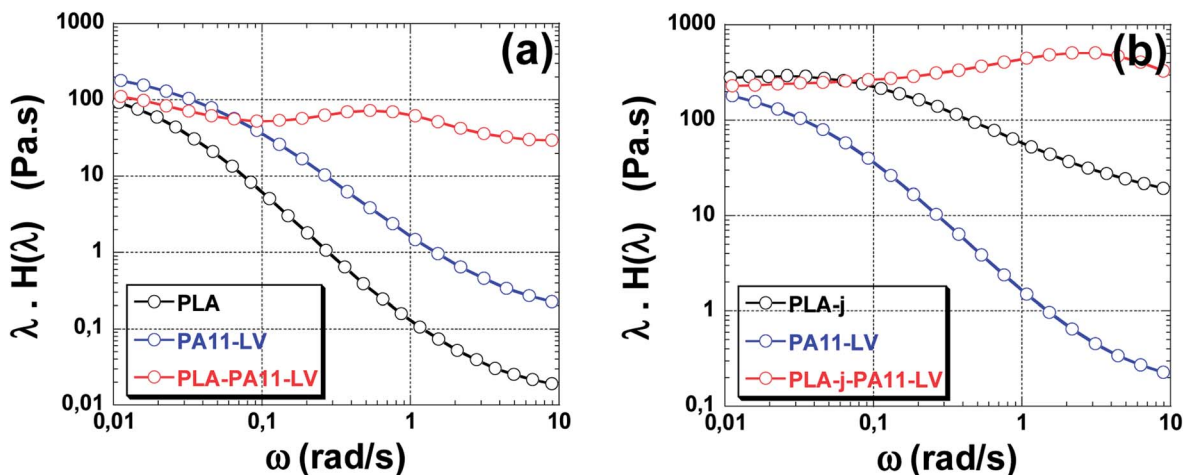 (a)
λ . H(λ) (Pa.s)
1000
100
10
1
0,1
0,01
PLA
PA11-LV
PLA-PA11-LV
0,01
0,1
1
10
ω (rad/s)
(b)
λ . H(λ) (Pa.s)
1000
100
10
1
0,1
PLA-j
PA11-LV
PLA-j-PA11-LV
0,01
0,1
1
10
ω (rad/s)